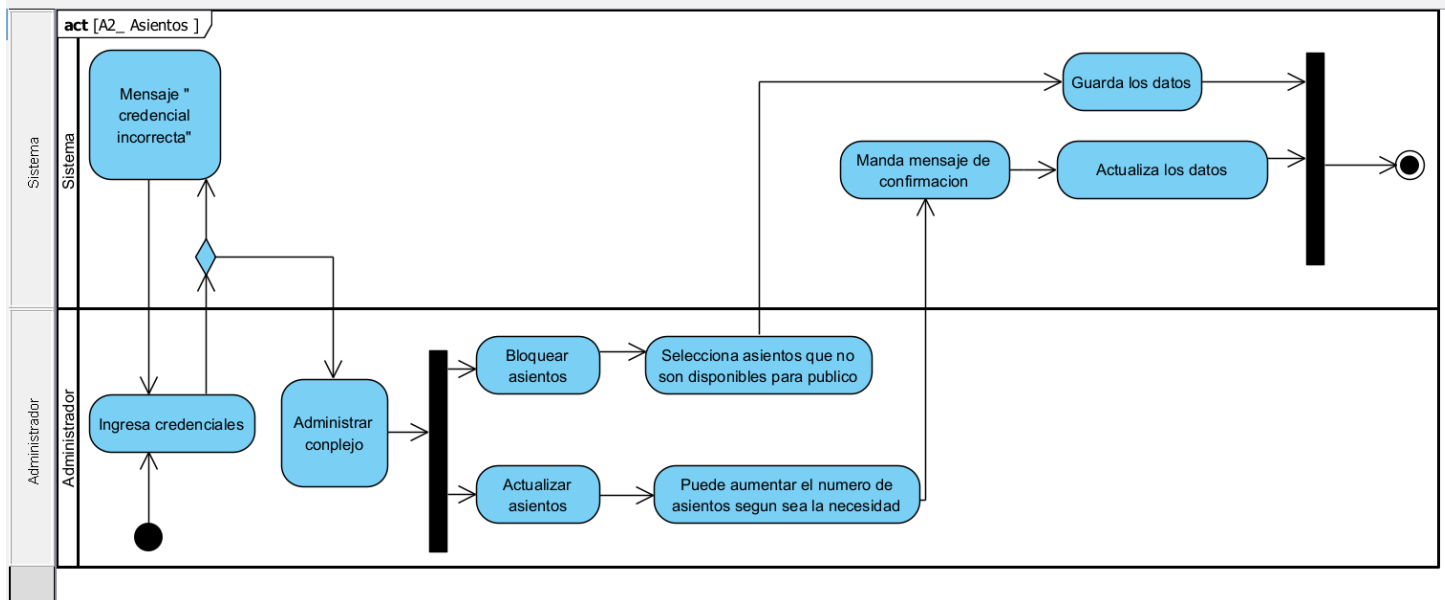 act [A2_ Asientos ]
Sistema
Sistema
Mensaje "
credencial
incorrecta"
Guarda los datos
Manda mensaje de
confirmacion
Actualiza los datos
Administrador
Administrador
Ingresa credenciales
Administrar
conplejo
Bloquear
asientos
Selecciona asientos que no
son disponibles para publico
Actualizar
asientos
Puede aumentar el numero de
asientos segun sea la necesidad